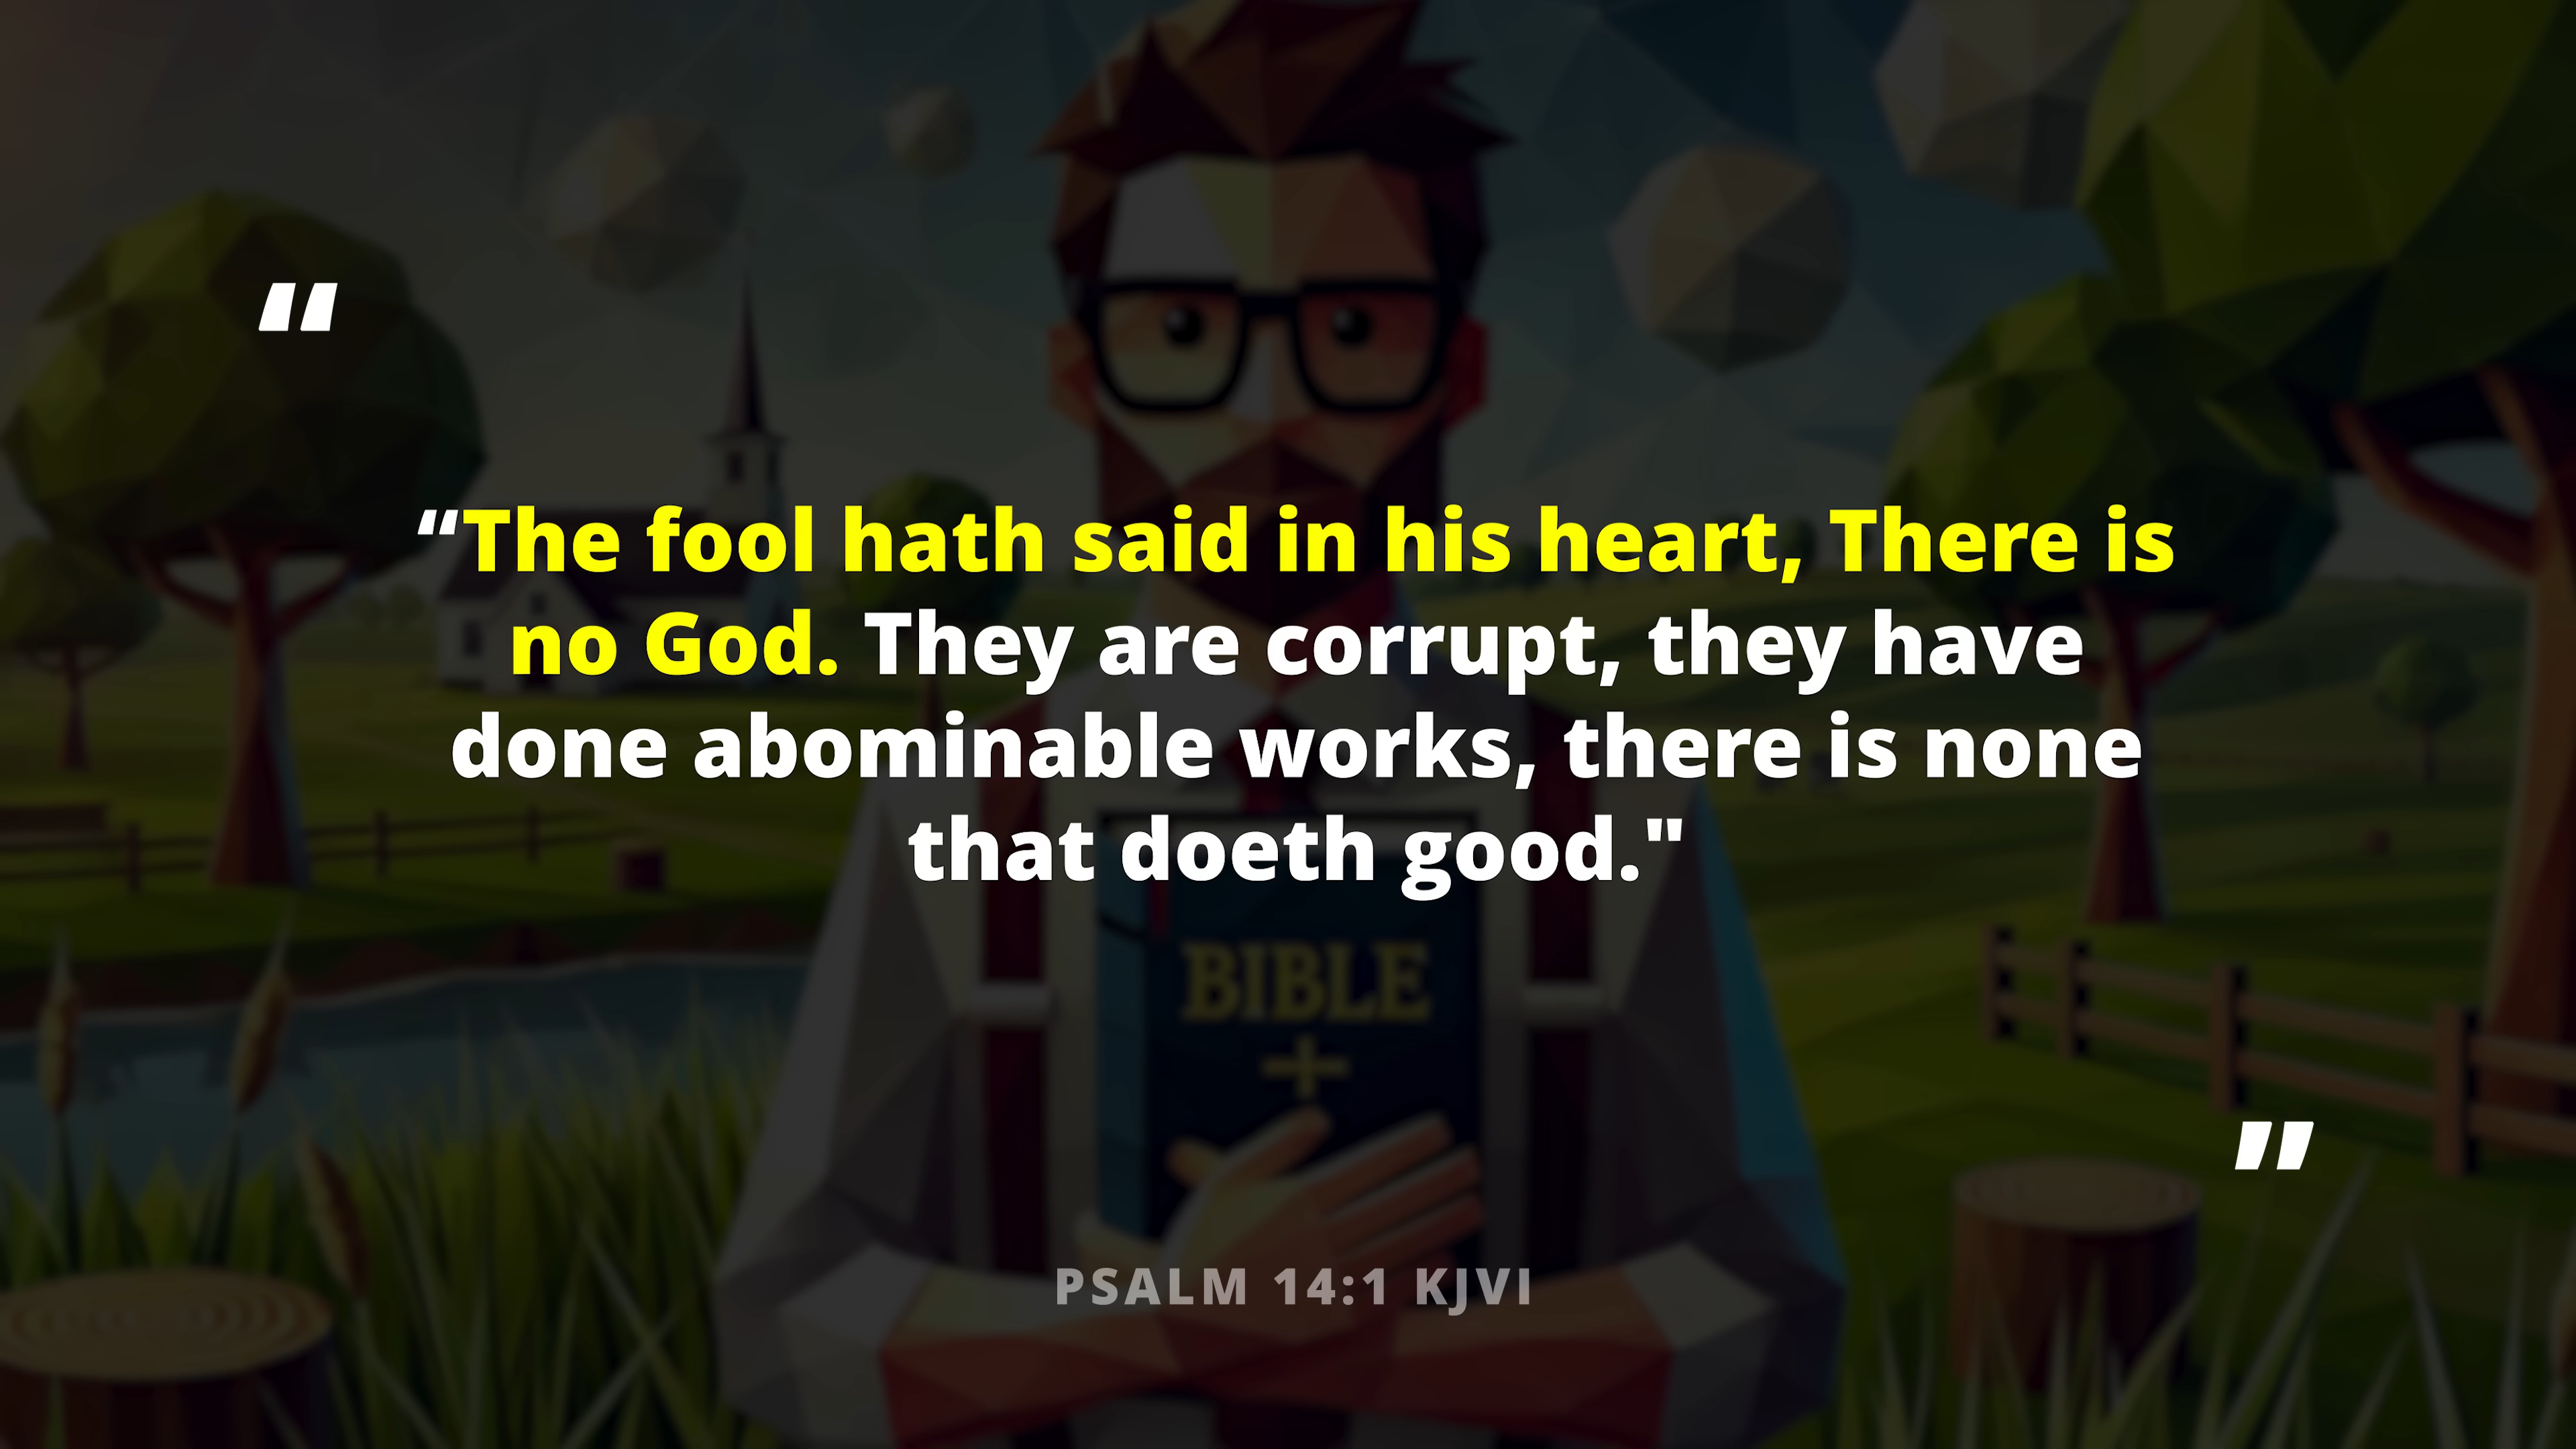 “
“The fool hath said in his heart, There is
no God. They are corrupt, they have
done abominable works, there is none
that doeth good."
BIBLE
”
PSALM 14:1 KJVI